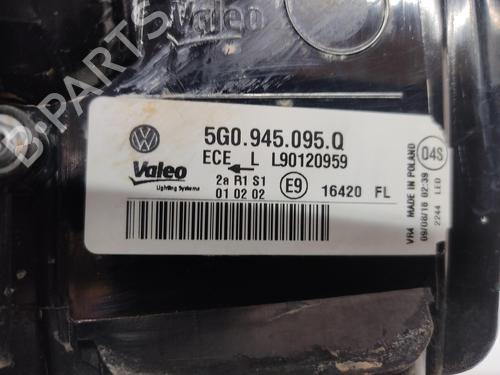 Valeo
5G0.945.095.Q
ECE L L90120959
Valeo
Lighting Systems
2a R1 S1
01 02 02
E9
16420 FL
04S
VR4 MADE IN POLAND
09/08/18 02:39
2244 LED
B-PARTS